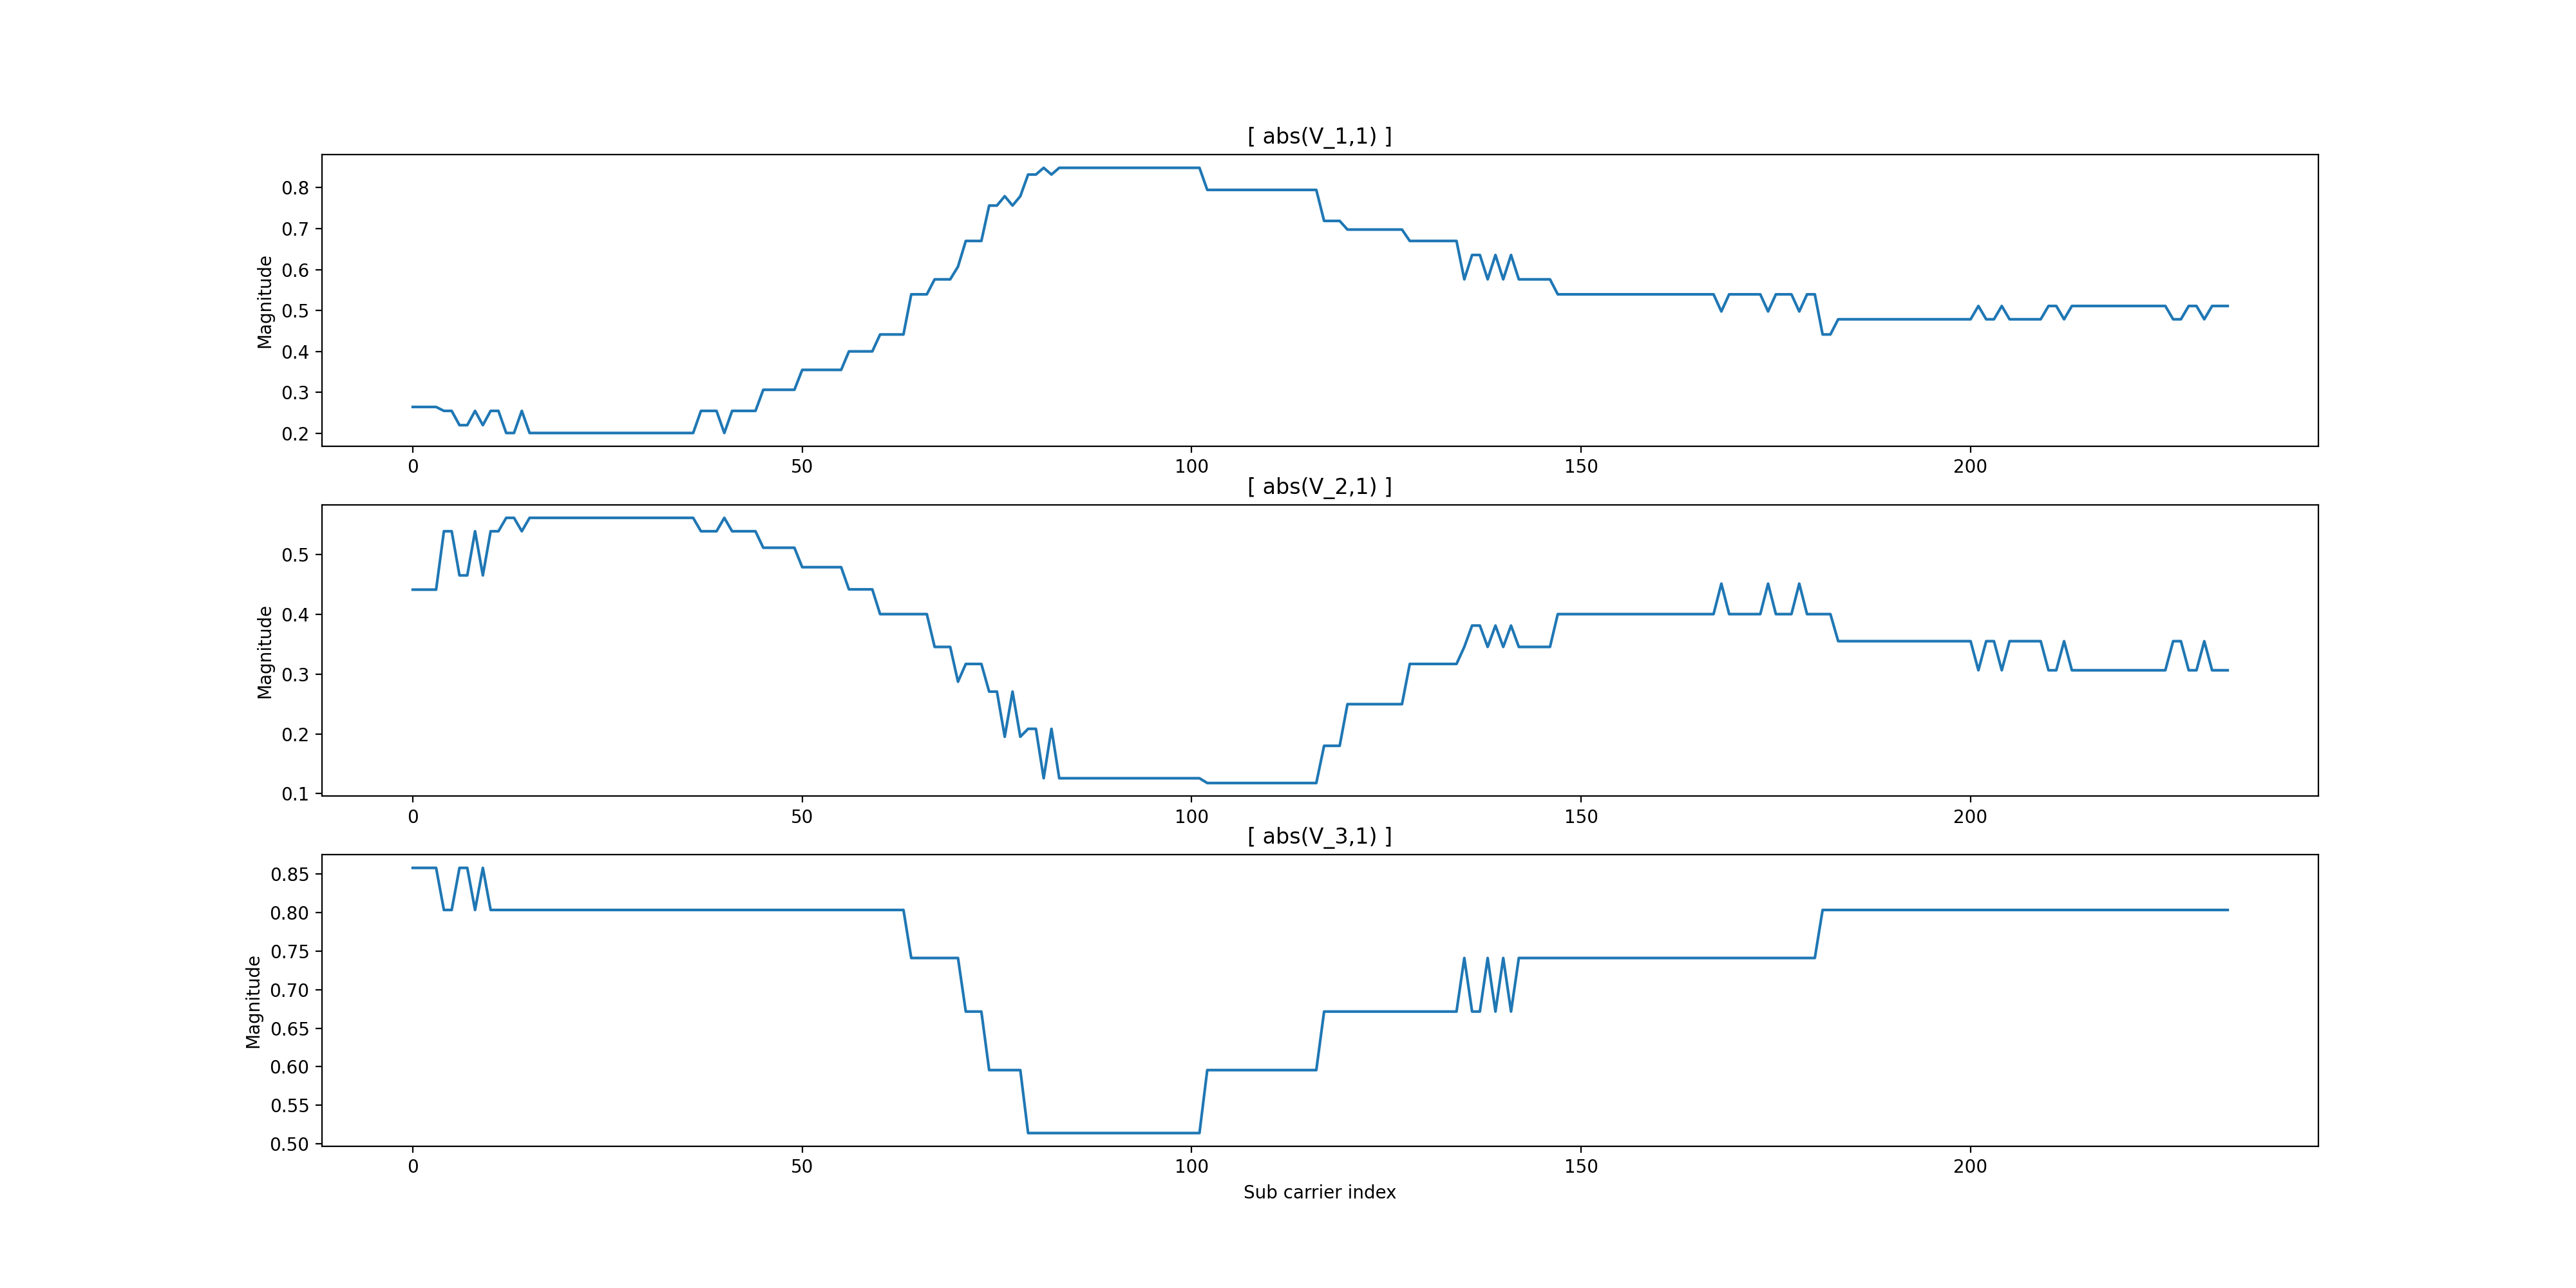 [ abs(V_1,1) ]
Magnitude
0.8
0.7
0.6
0.5
0.4
0.3
0.2
0 50 100 150 200
[ abs(V_2,1) ]
Magnitude
0.5
0.4
0.3
0.2
0.1
0 50 100 150 200
[ abs(V_3,1) ]
Magnitude
0.85
0.80
0.75
0.70
0.65
0.60
0.55
0.50
0 50 100 150 200
Sub carrier index